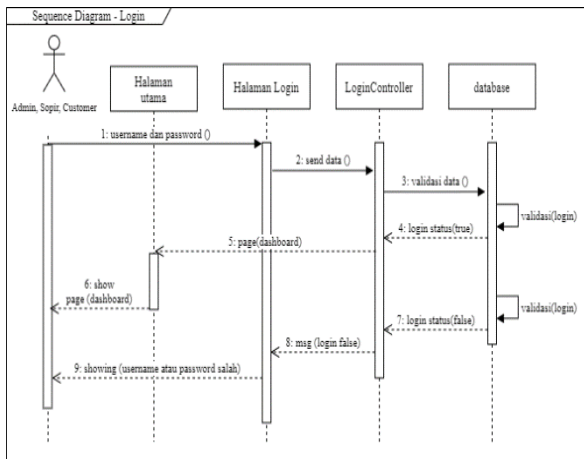 Sequence Diagram - Login
Admin, Sopir, Customer
Halaman
utama
Halaman Login
LoginController
database
1: username dan password ()
2: send data ()
3: validasi data ()
validasi(login)
4: login status(true)
5: page(dashboard)
6: show
page (dashboard)
validasi(login)
7: login status(false)
8: msg (login false)
9: showing (username atau password salah)